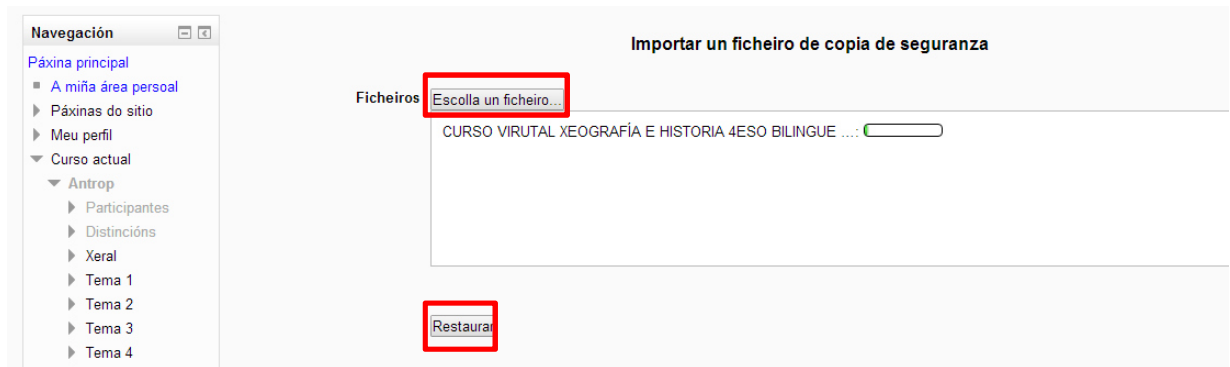 Navegación
Páxina principal
A miña área persoal
Páxinas do sitio
Meu perfil
Curso actual
Antrop
Participantes
Distincións
Xeral
Tema 1
Tema 2
Tema 3
Tema 4
Importar un ficheiro de copia de seguranza
Ficheiros Escolla un ficheiro...
CURSO VIRUTAL XEOGRAFÍA E HISTORIA 4ESO BILINGUE ...:
Restaurar